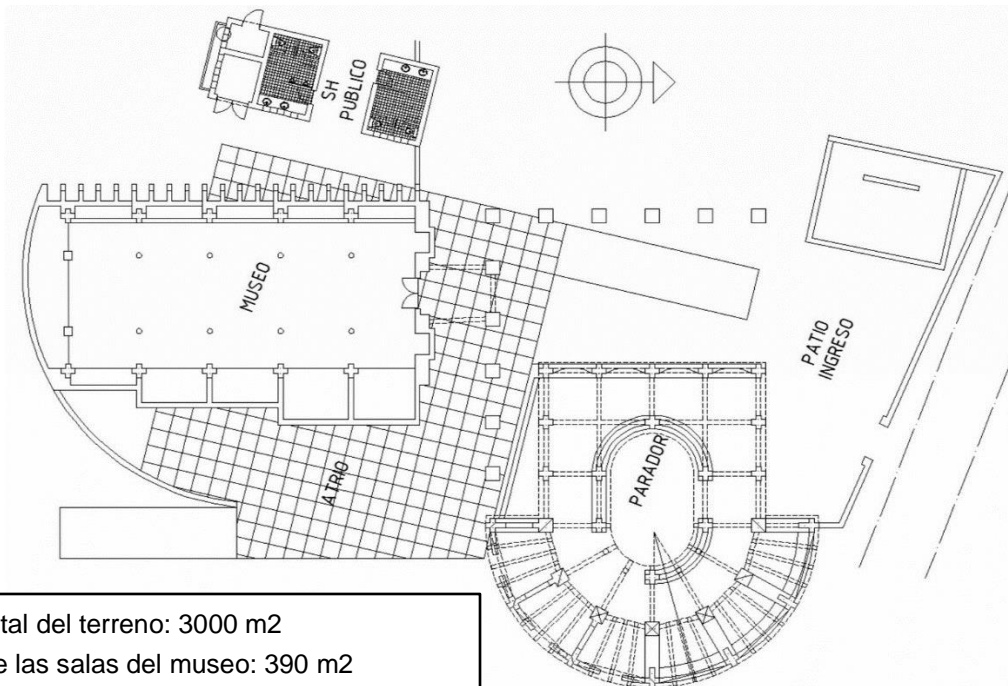 SH
PUBLICO
MUSEO
PATIO
INGRESO
PARADOR
ATRIO
tal del terreno: 3000 m2
e las salas del museo: 390 m2